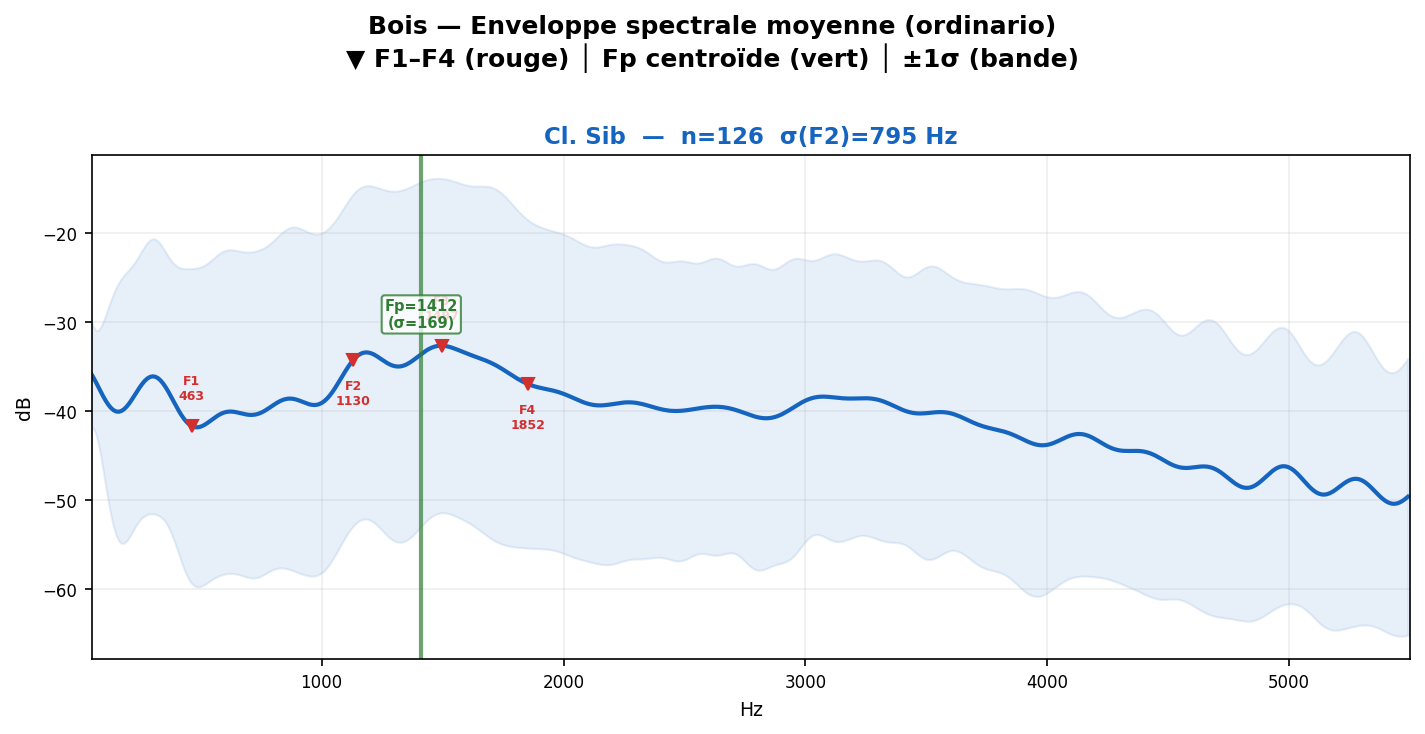 Bois — Enveloppe spectrale moyenne (ordinario)
▼ F1–F4 (rouge) │ Fp centroïde (vert) │ ±1σ (bande)
Cl. Sib — n=126 σ(F2)=795 Hz
dB
−20
−30
−40
−50
−60
Fp=1412
(σ=169)
F1
463
F2
1130
F4
1852
1000
2000
3000
4000
5000
Hz